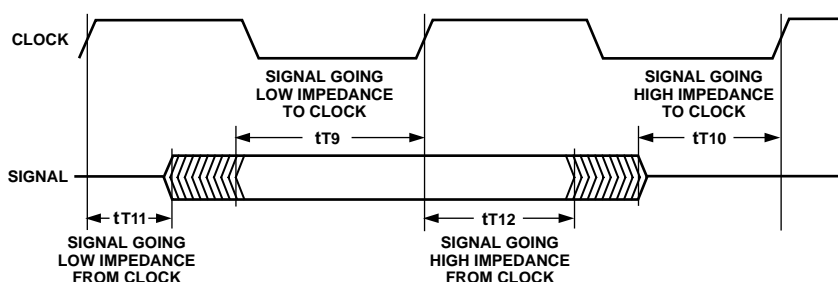 CLOCK
SIGNAL GOING
LOW IMPEDANCE
TO CLOCK
SIGNAL GOING
HIGH IMPEDANCE
TO CLOCK
tT9
tT10
SIGNAL
tT11
tT12
SIGNAL GOING
LOW IMPEDANCE
FROM CLOCK
SIGNAL GOING
HIGH IMPEDANCE
FROM CLOCK